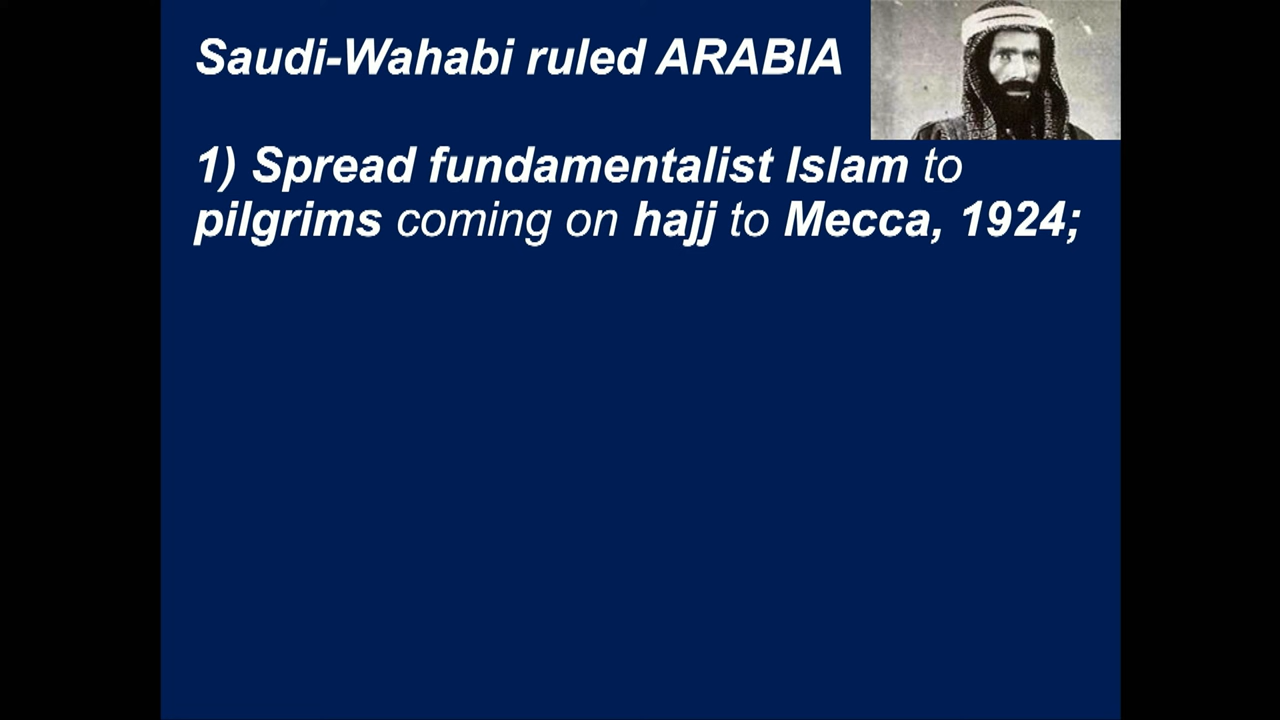 Saudi-Wahabi ruled ARABIA
1) Spread fundamentalist Islam to
pilgrims coming on hajj to Mecca, 1924;